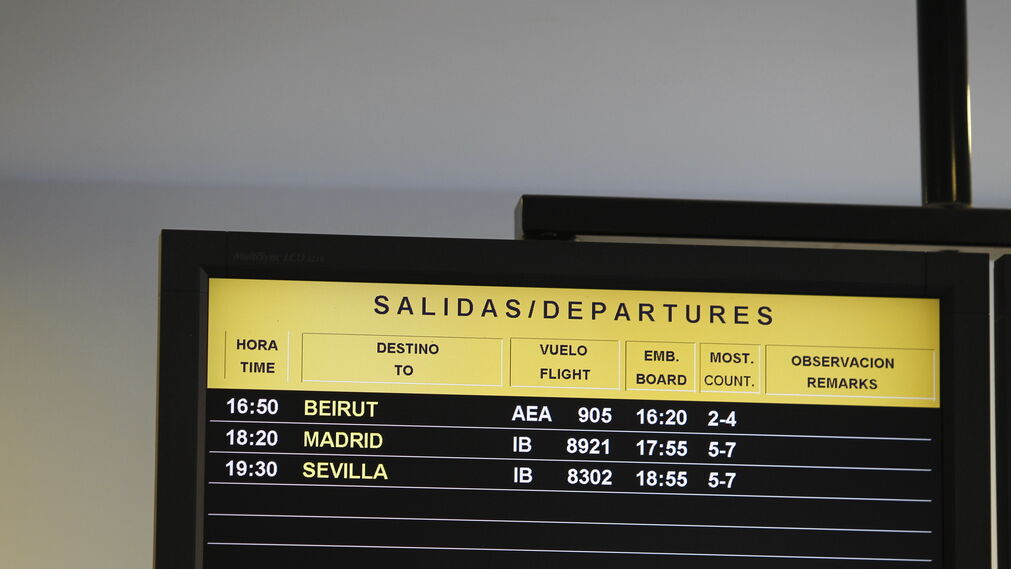 MultiSync LCD
SALIDAS/DEPARTURES
HORA DESTINO VUELO EMB. MOST. OBSERVACION
TIME TO FLIGHT BOARD COUNT. REMARKS
16:50 BEIRUT AEA 905 16:20 2-4
18:20 MADRID IB 8921 17:55 5-7
19:30 SEVILLA IB 8302 18:55 5-7